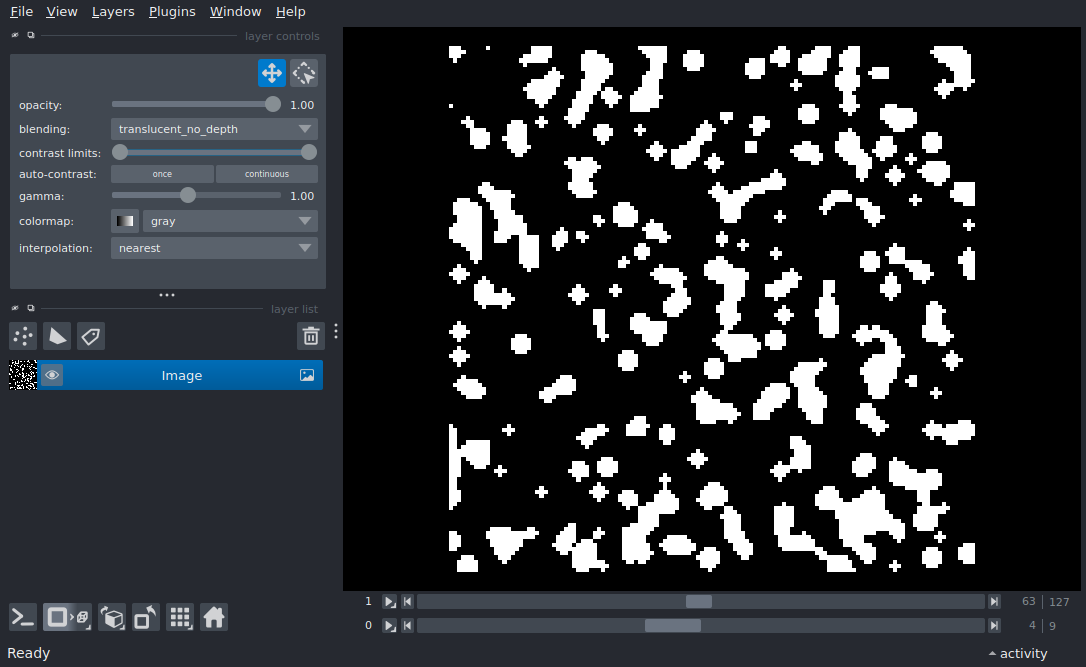 File View Layers Plugins Window Help
layer controls
opacity: 1.00
blending: translucent_no_depth
contrast limits:
auto-contrast: once continuous
gamma: 1.00
colormap: gray
interpolation: nearest
layer list
Image
1 63 127
0 4 9
Ready activity